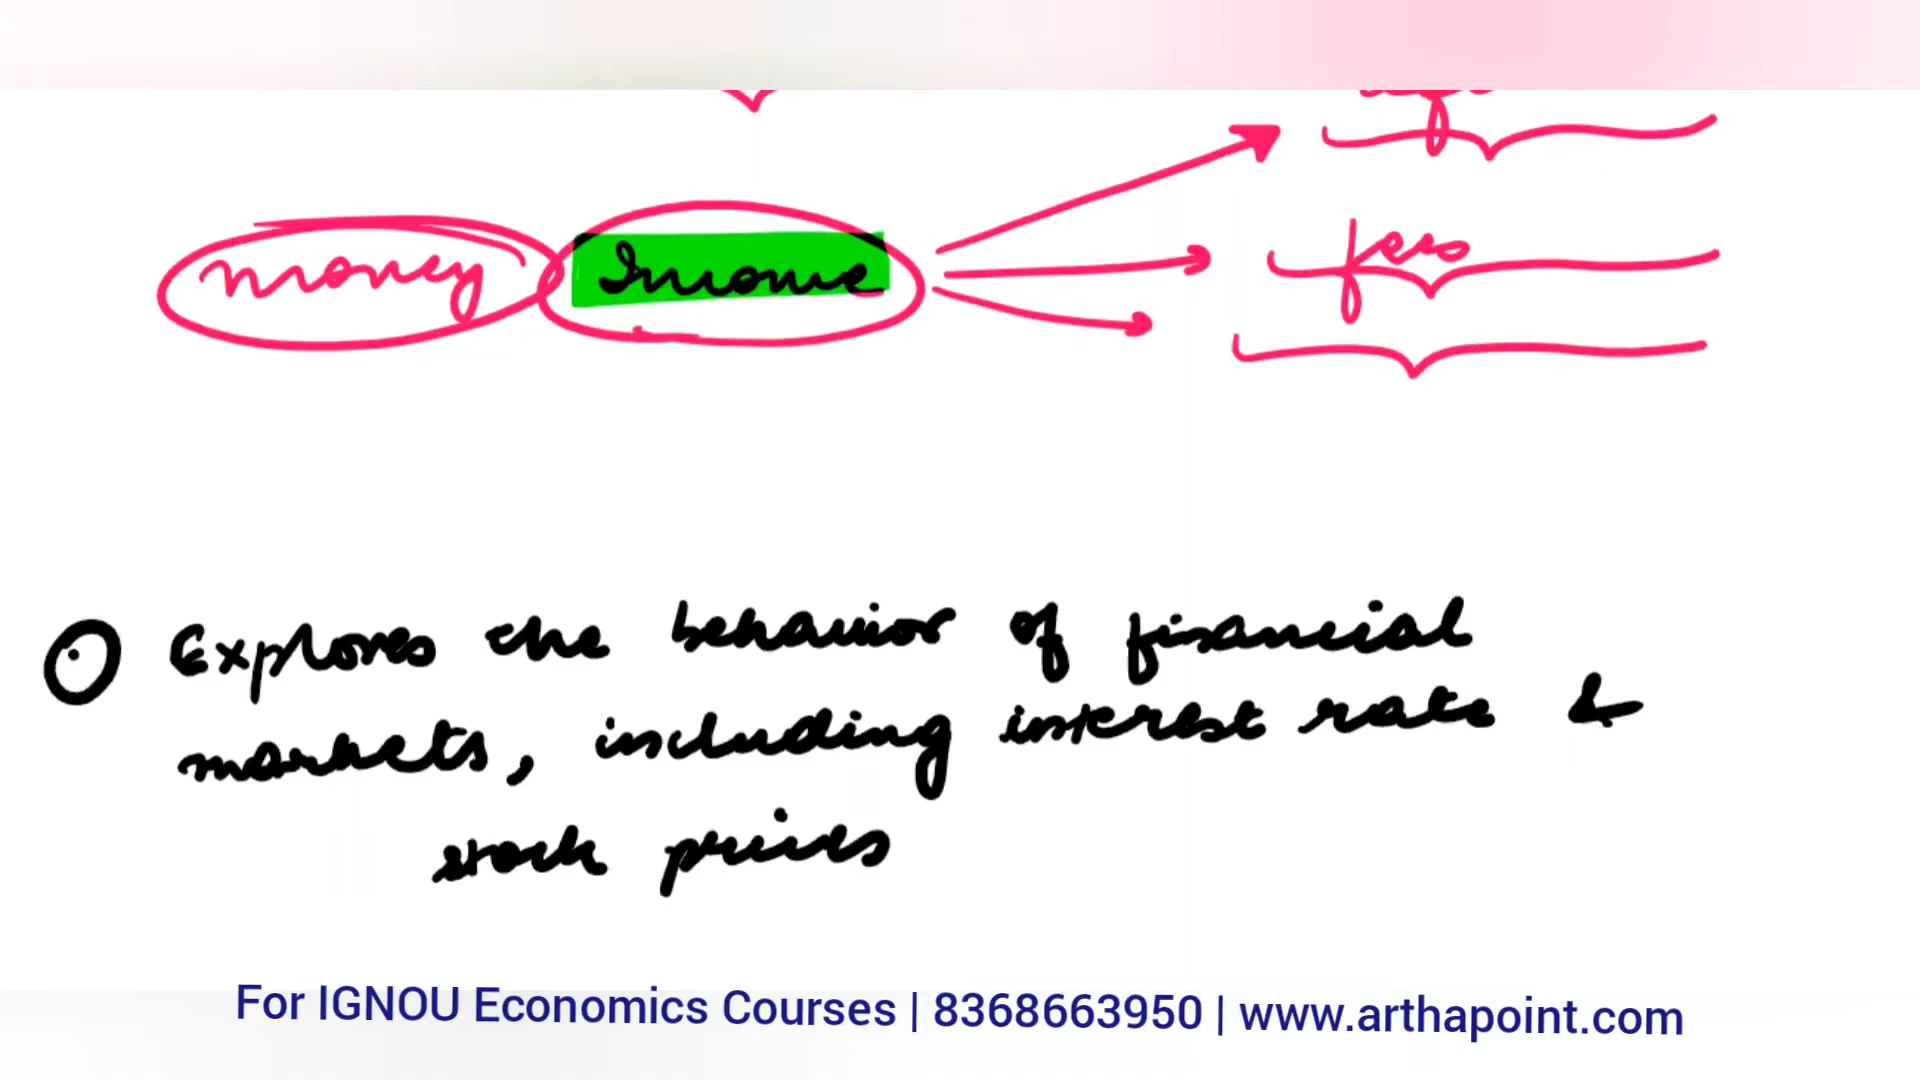 money Income
fees
Explores the behavior of financial
markets, including interest rate &
stock prices
For IGNOU Economics Courses | 8368663950 | www.arthapoint.com